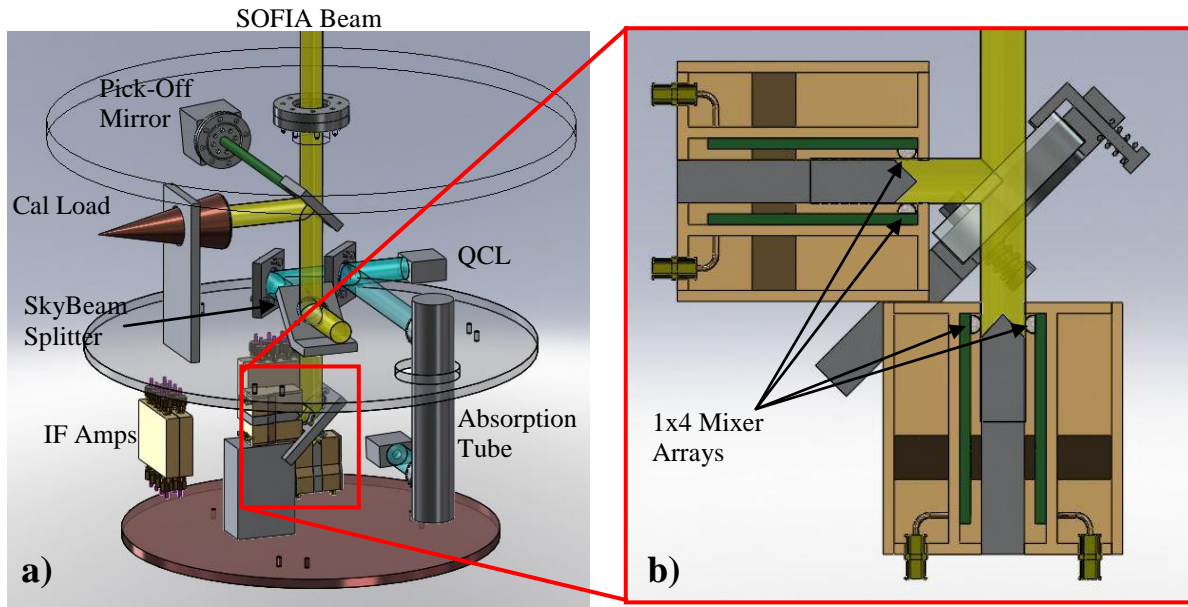 SOFIA Beam
Pick-Off
Mirror
Cal Load
QCL
SkyBeam
Splitter
IF Amps
Absorption
Tube
a)
1x4 Mixer
Arrays
b)